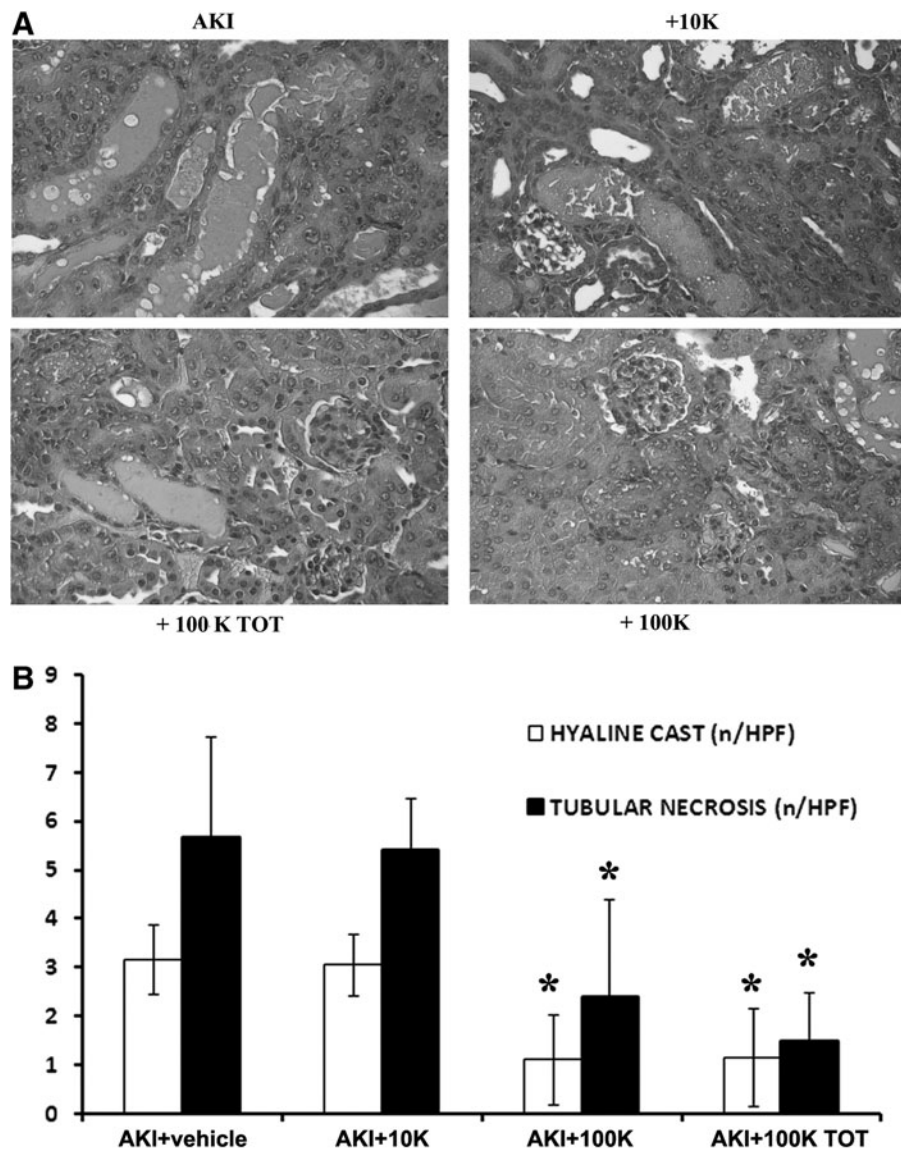 A
AKI
+10K
+ 100 K TOT
+ 100K
B
9
8
7
6
5
4
3
2
1
0
HYALINE CAST (n/HPF)
TUBULAR NECROSIS (n/HPF)
*
*
*
*
AKI+vehicle
AKI+10K
AKI+100K
AKI+100K TOT